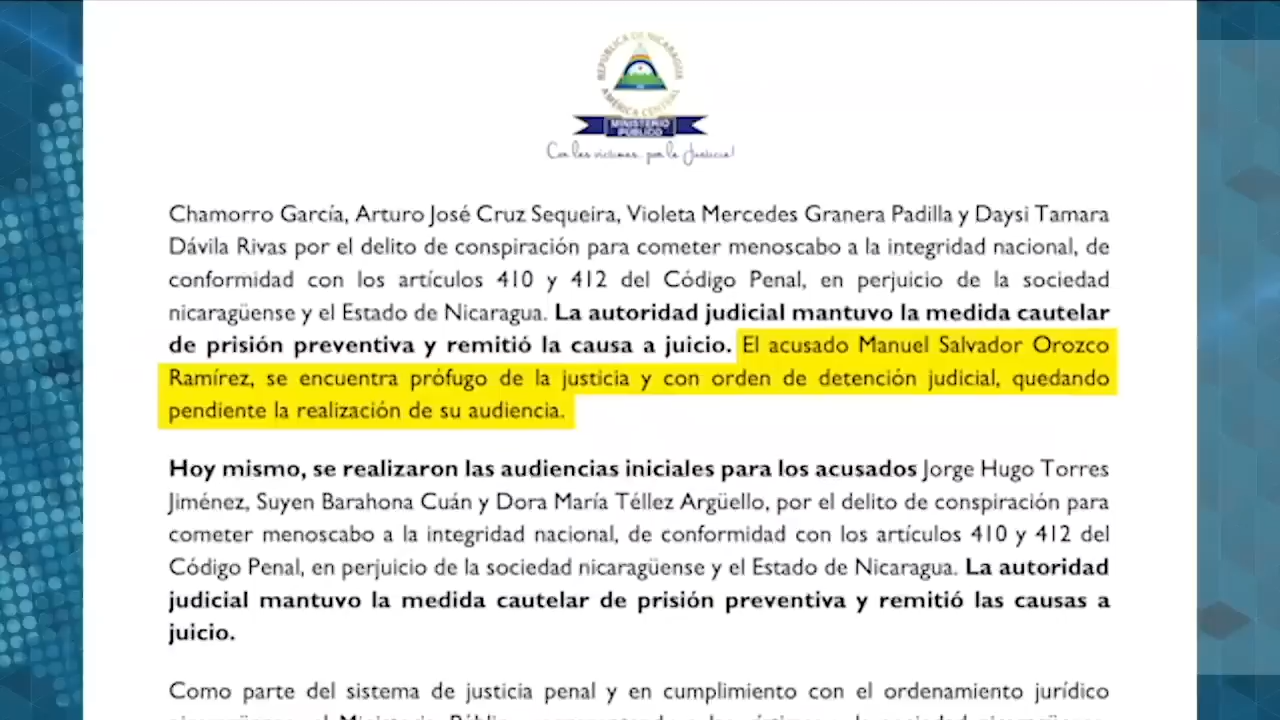 REPUBLICA DE NICARAGUA
AMÉRICA CENTRAL
MINISTERIO
PÚBLICO
Con las víctimas, por la Justicia!
Chamorro García, Arturo José Cruz Sequeira, Violeta Mercedes Granera Padilla y Daysi Tamara
Dávila Rivas por el delito de conspiración para cometer menoscabo a la integridad nacional, de
conformidad con los artículos 410 y 412 del Código Penal, en perjuicio de la sociedad
nicaragüense y el Estado de Nicaragua. La autoridad judicial mantuvo la medida cautelar
de prisión preventiva y remitió la causa a juicio. El acusado Manuel Salvador Orozco
Ramírez, se encuentra prófugo de la justicia y con orden de detención judicial, quedando
pendiente la realización de su audiencia.
Hoy mismo, se realizaron las audiencias iniciales para los acusados Jorge Hugo Torres
Jiménez, Suyen Barahona Cuán y Dora María Téllez Argüello, por el delito de conspiración para
cometer menoscabo a la integridad nacional, de conformidad con los artículos 410 y 412 del
Código Penal, en perjuicio de la sociedad nicaragüense y el Estado de Nicaragua. La autoridad
judicial mantuvo la medida cautelar de prisión preventiva y remitió las causas a
juicio.
Como parte del sistema de justicia penal y en cumplimiento con el ordenamiento jurídico